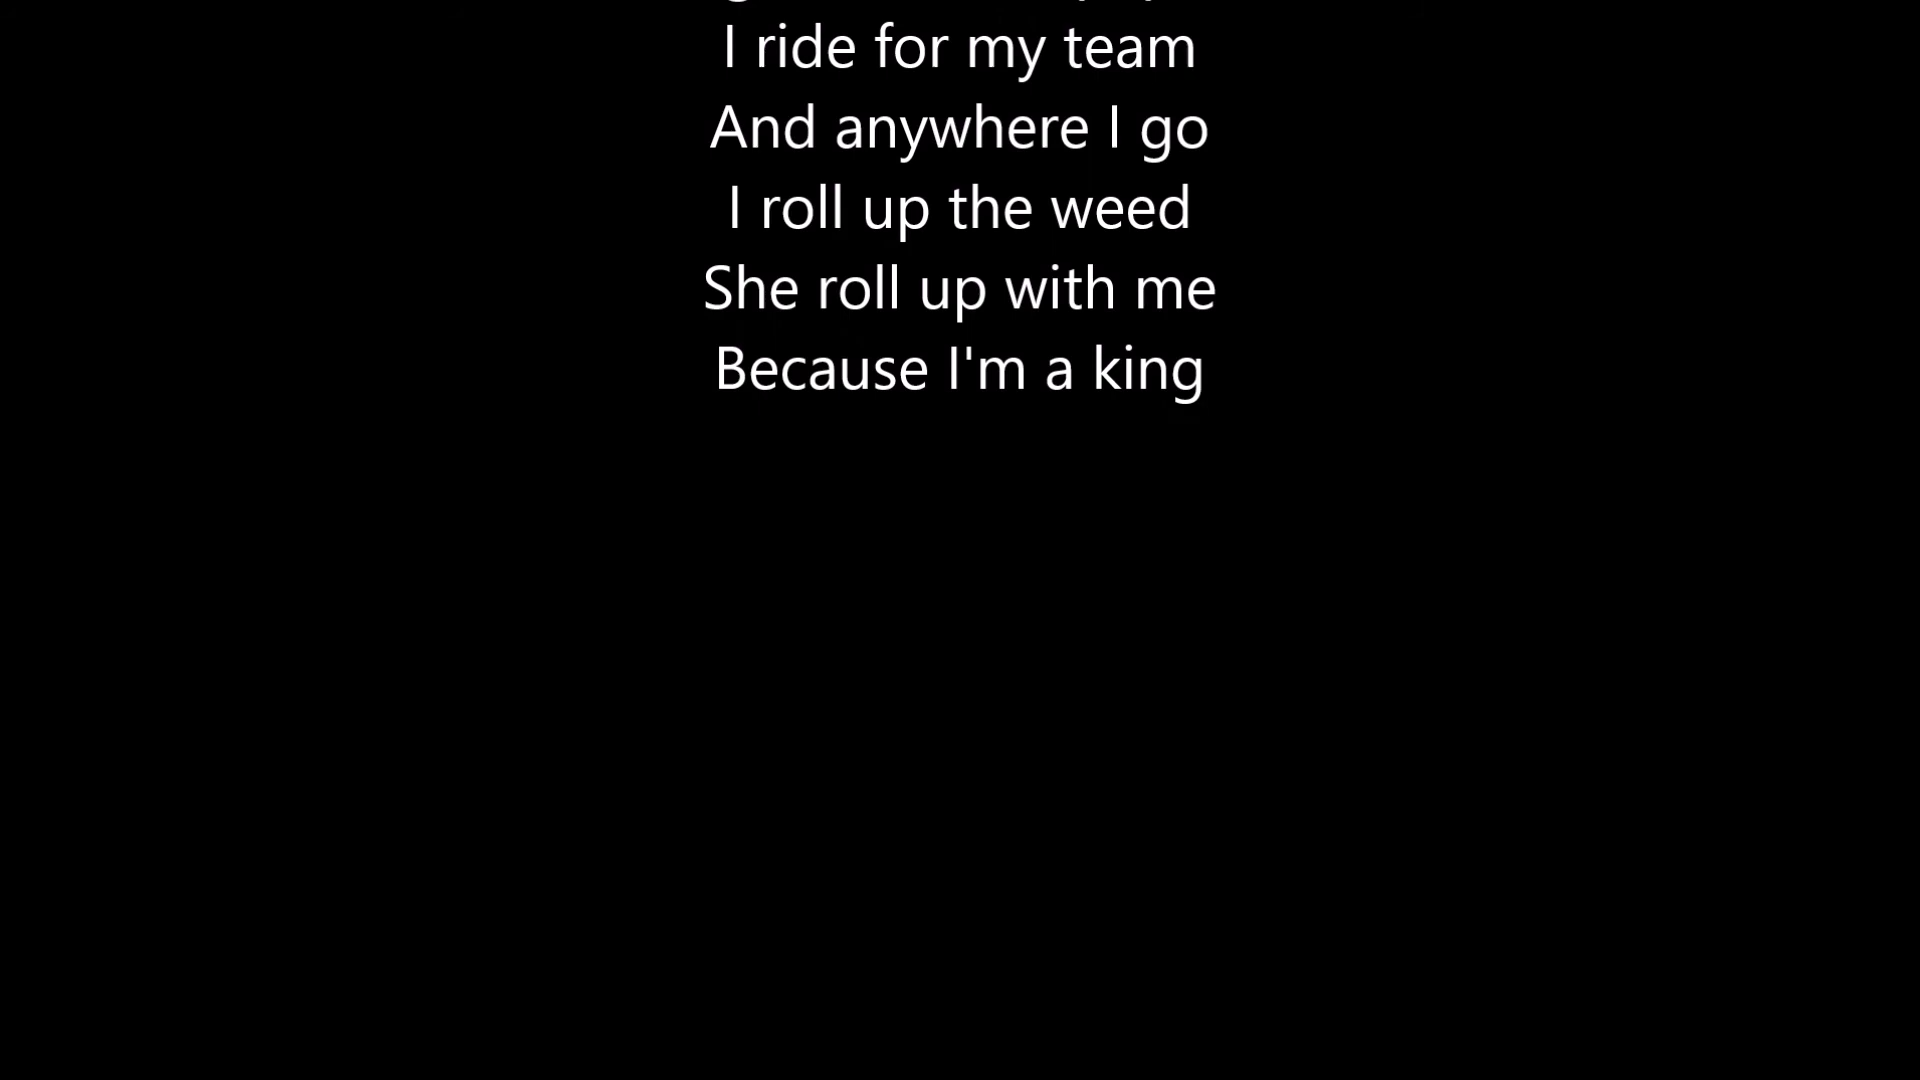 I ride for my team
And anywhere I go
I roll up the weed
She roll up with me
Because I'm a king